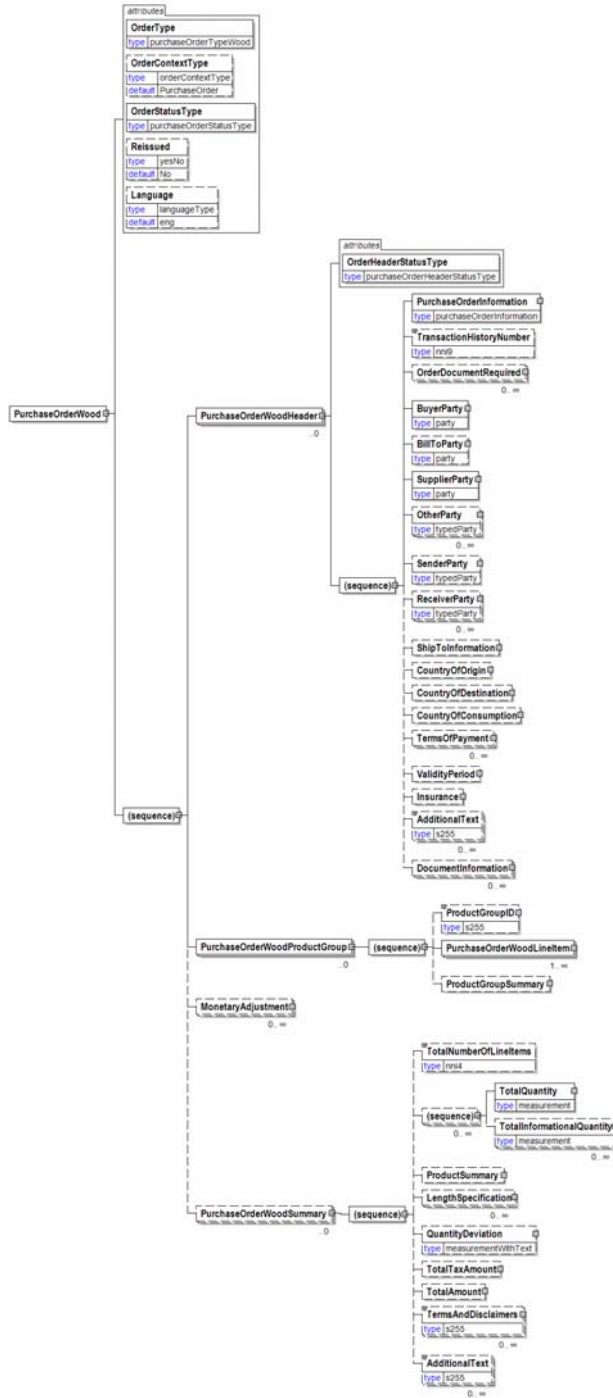 attributes
OrderType
type purchaseOrderTypeWood
OrderContextType
type orderContextType
default PurchaseOrder
OrderStatusType
type purchaseOrderStatusType
Reissued
type yesNo
default No
Language
type languageType
default eng
PurchaseOrderWood
(sequence)
PurchaseOrderWoodHeader
..0
attributes
OrderHeaderStatusType
type purchaseOrderHeaderStatusType
(sequence)
PurchaseOrderInformation
type purchaseOrderInformation
TransactionHistoryNumber
type nni9
OrderDocumentRequired
0.. ∞
BuyerParty
type party
BillToParty
type party
SupplierParty
type party
OtherParty
type typedParty
0.. ∞
SenderParty
type typedParty
ReceiverParty
type typedParty
0.. ∞
ShipToInformation
CountryOfOrigin
CountryOfDestination
CountryOfConsumption
TermsOfPayment
0.. ∞
ValidityPeriod
Insurance
AdditionalText
type s255
0.. ∞
DocumentInformation
0.. ∞
PurchaseOrderWoodProductGroup
..0
(sequence)
ProductGroupID
type s255
PurchaseOrderWoodLineItem
1.. ∞
ProductGroupSummary
MonetaryAdjustment
0.. ∞
PurchaseOrderWoodSummary
..0
(sequence)
TotalNumberOfLineItems
type nni4
(sequence)
0.. ∞
TotalQuantity
type measurement
TotalInformationalQuantity
type measurement
0.. ∞
ProductSummary
LengthSpecification
0.. ∞
QuantityDeviation
type measurementWithText
TotalTaxAmount
TotalAmount
TermsAndDisclaimers
type s255
0.. ∞
AdditionalText
type s255
0.. ∞